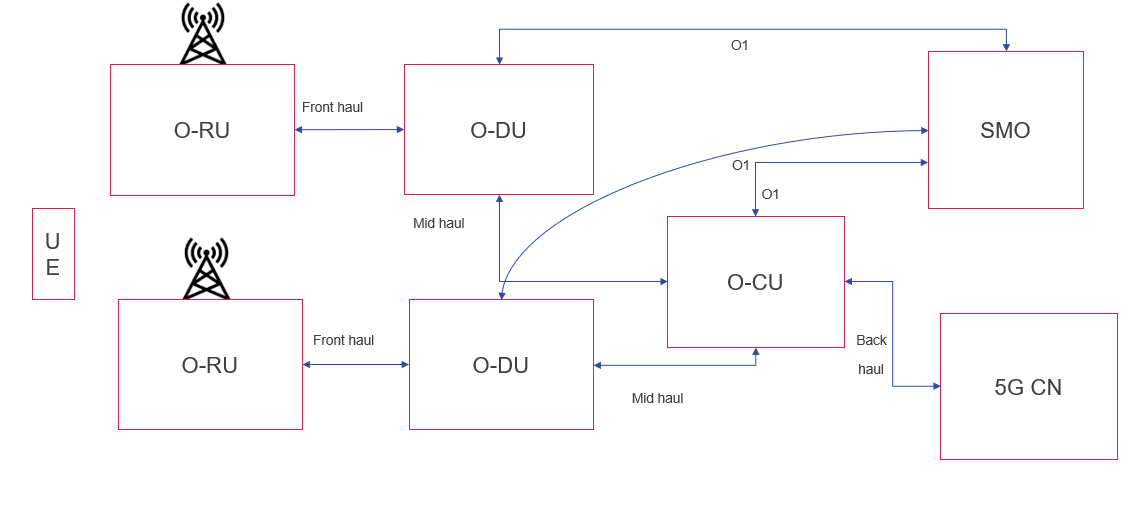 O1
Front haul
O-RU
O-DU
SMO
O1
O1
Mid haul
U
E
O-CU
Front haul
Back
haul
O-RU
O-DU
5G CN
Mid haul